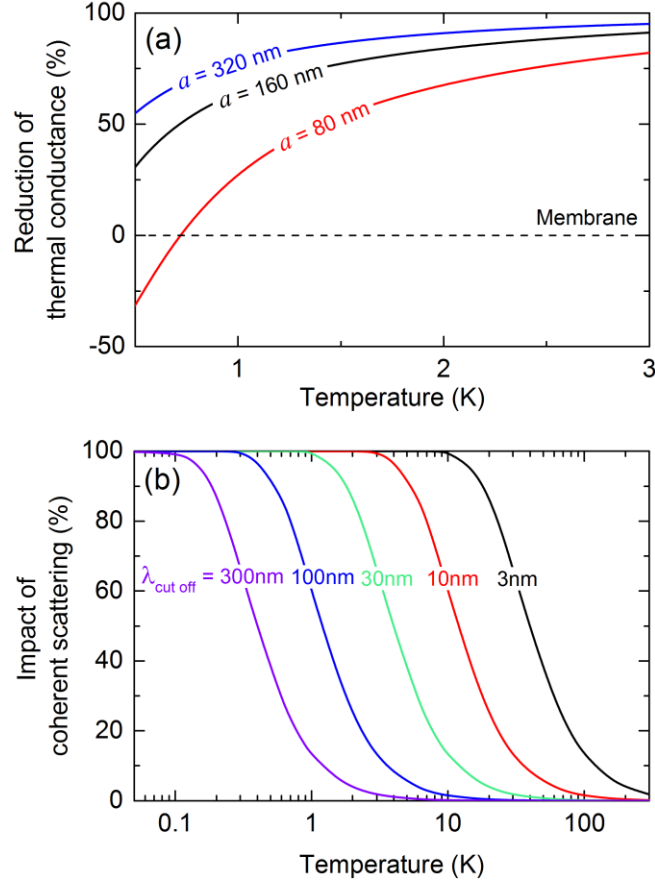 100
(a)
a = 320 nm
a = 160 nm
50
a = 80 nm
Membrane
0
-50
1
2
3
Reduction of
thermal conductance (%)
Temperature (K)
100
(b)
80
60
λcut off = 300nm 100nm 30nm 10nm 3nm
40
20
0
0.1
1
10
100
Impact of
coherent scattering (%)
Temperature (K)